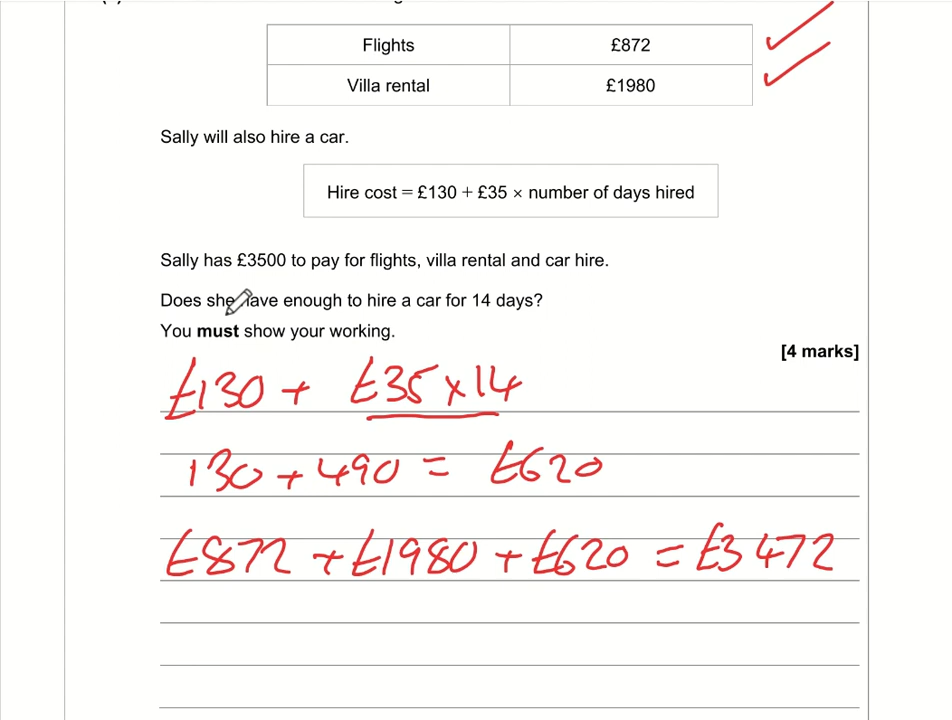 Flights £872
Villa rental £1980
Sally will also hire a car.
Hire cost = £130 + £35 × number of days hired
Sally has £3500 to pay for flights, villa rental and car hire.
Does she have enough to hire a car for 14 days?
You must show your working.
[4 marks]
£130 + £35 x 14
130 + 490 = £620
£872 + £1980 + £620 = £3472